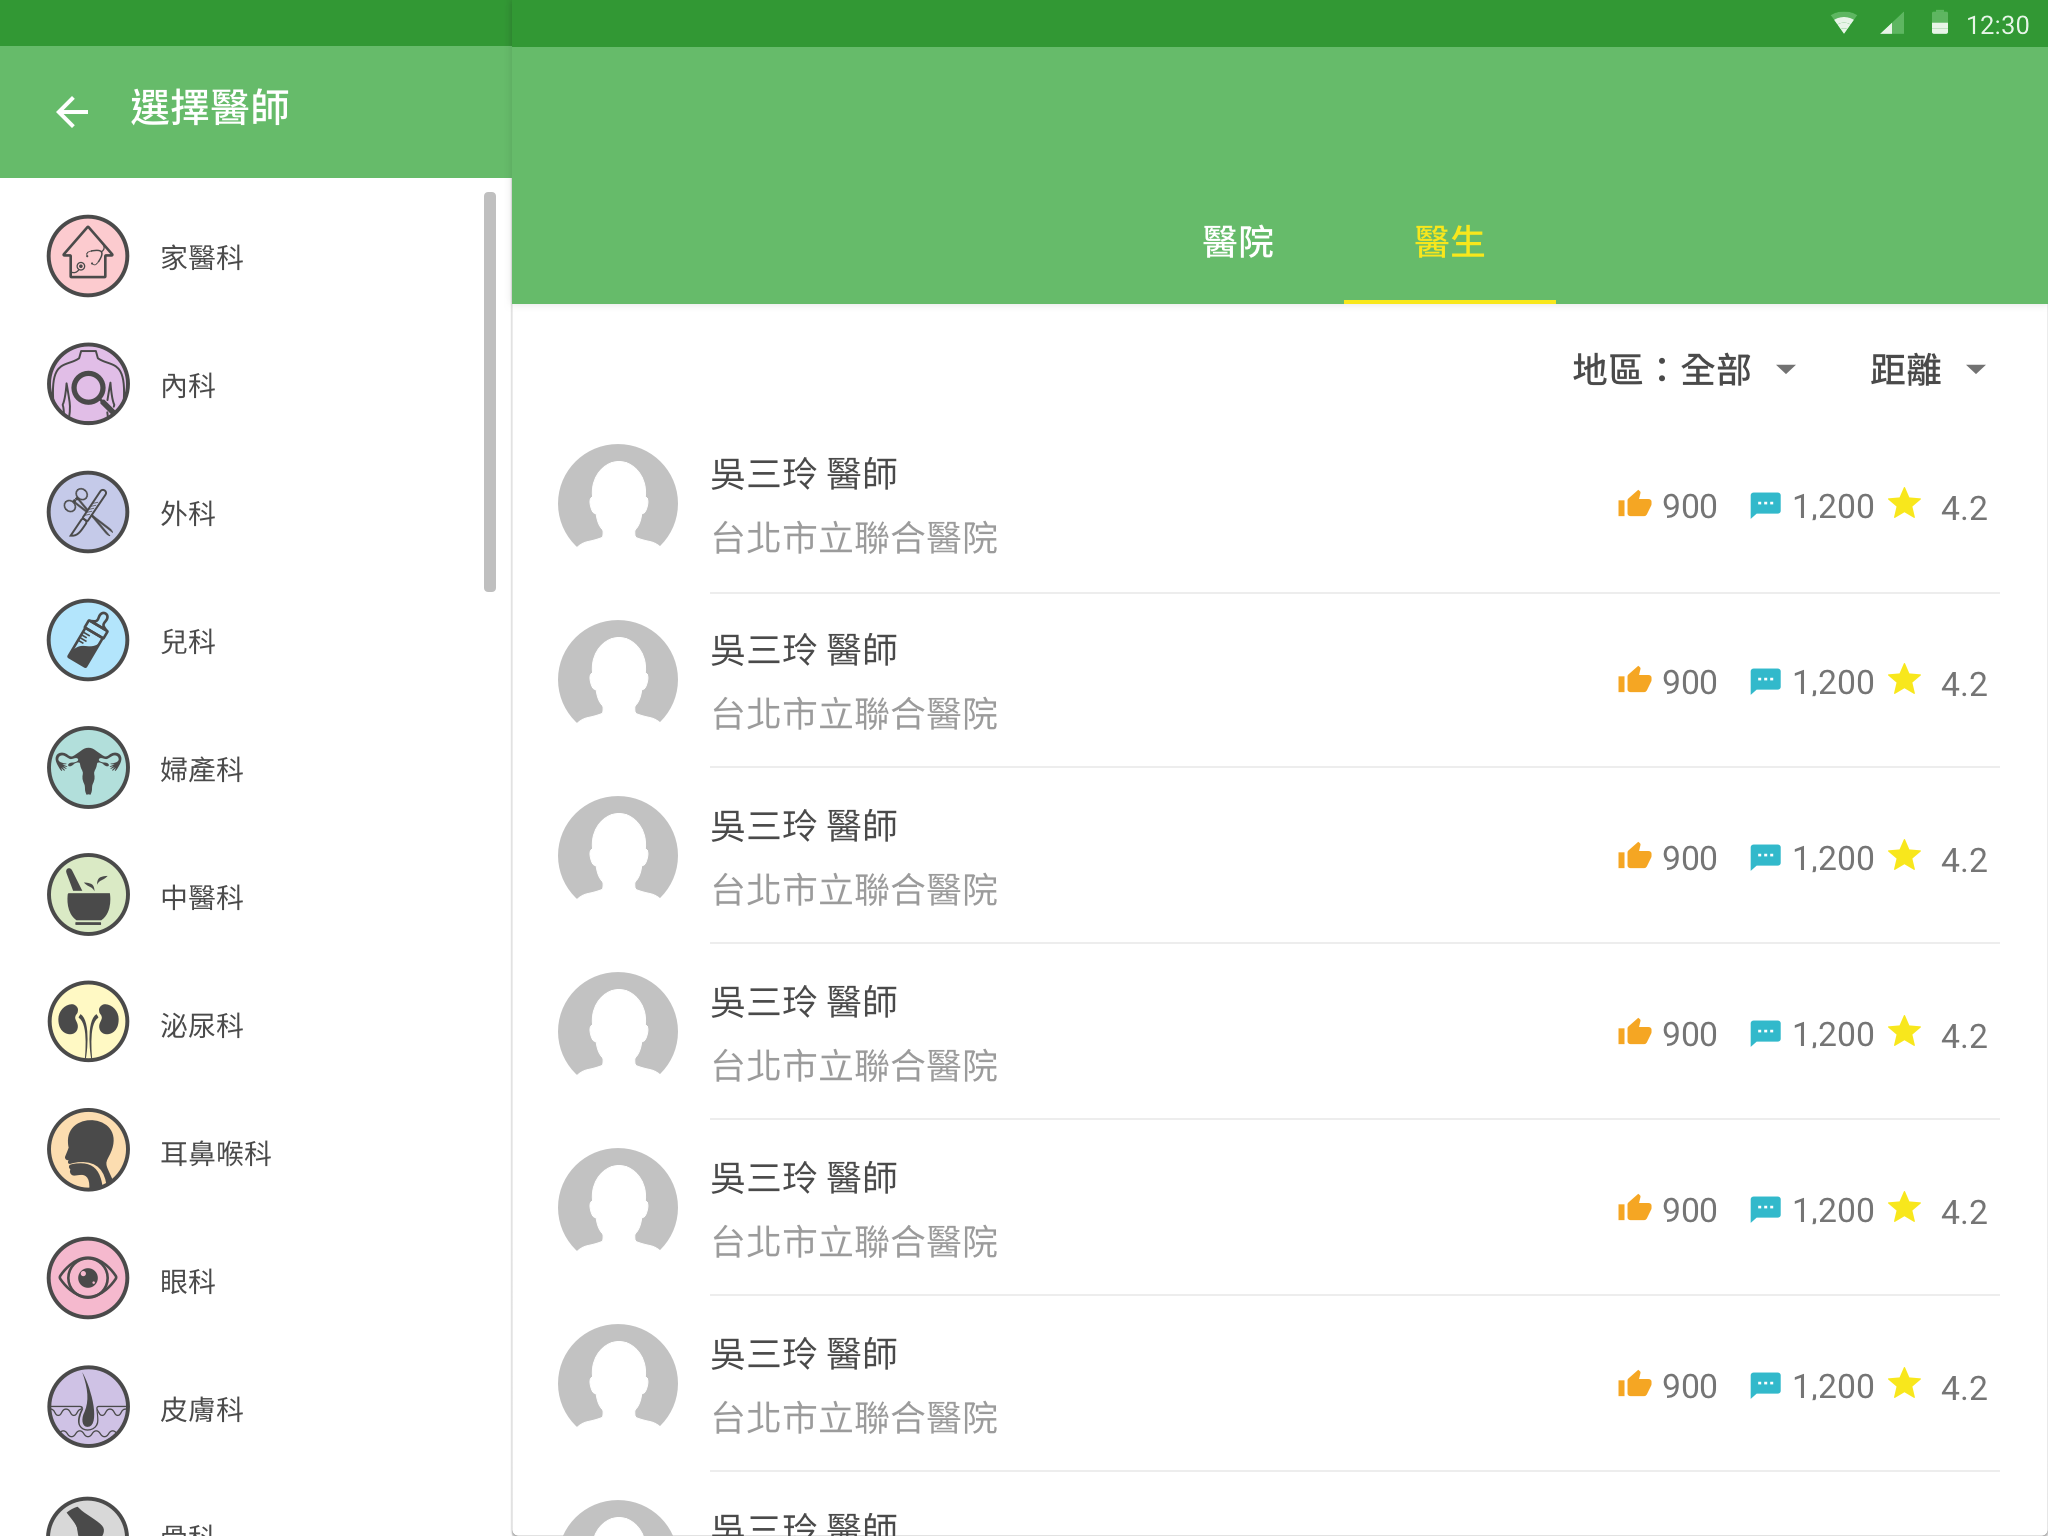 12:30
選擇醫師
家醫科
內科
外科
兒科
婦產科
中醫科
泌尿科
耳鼻喉科
眼科
皮膚科
骨科
醫院
醫生
地區：全部
距離
吳三玲 醫師
台北市立聯合醫院
900
1,200
4.2
吳三玲 醫師
台北市立聯合醫院
900
1,200
4.2
吳三玲 醫師
台北市立聯合醫院
900
1,200
4.2
吳三玲 醫師
台北市立聯合醫院
900
1,200
4.2
吳三玲 醫師
台北市立聯合醫院
900
1,200
4.2
吳三玲 醫師
台北市立聯合醫院
900
1,200
4.2
吳三玲 醫師